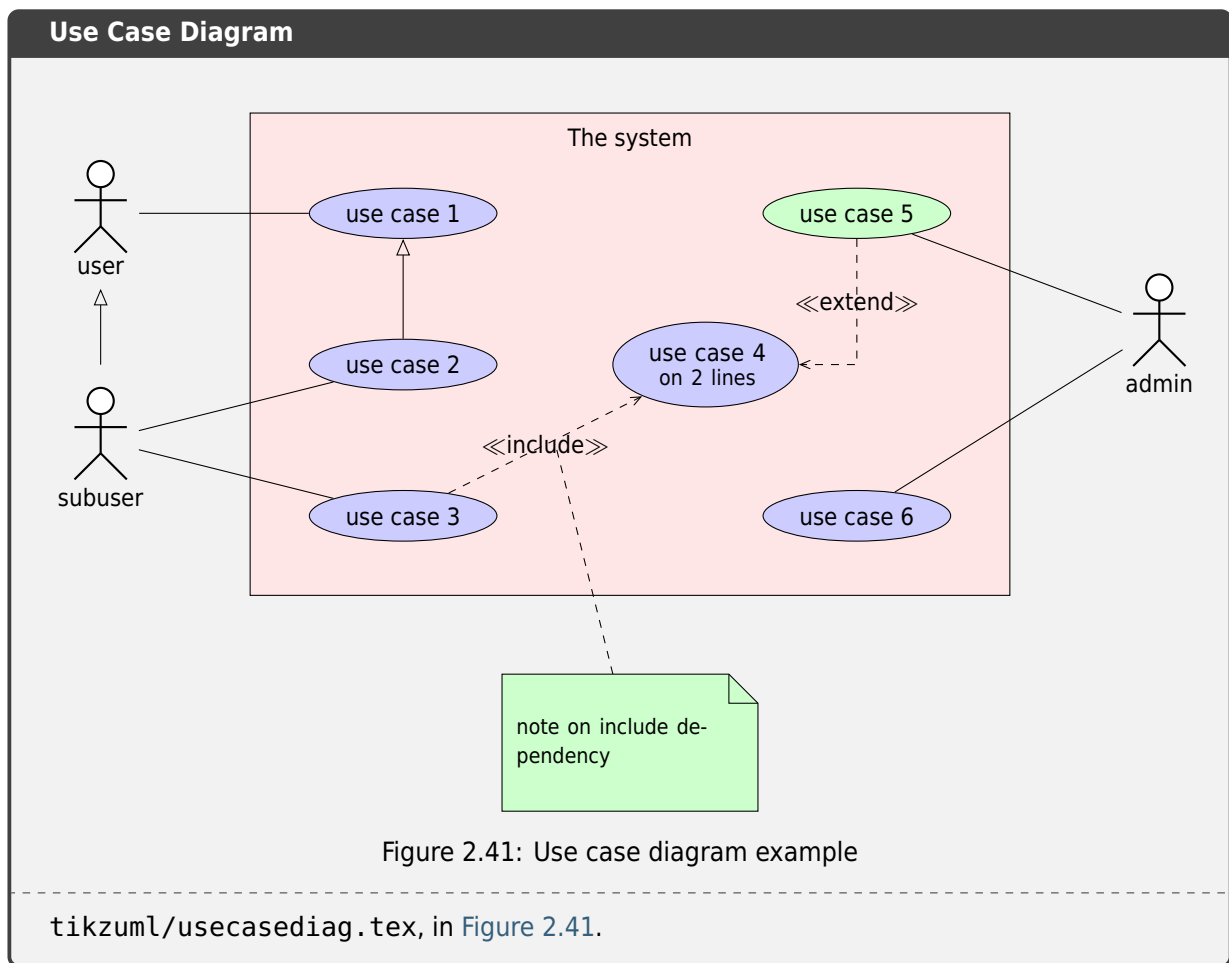 Use Case Diagram
The system
user
use case 1
use case 5
≪extend≫
use case 2
use case 4
on 2 lines
admin
subuser
≪include≫
use case 3
use case 6
note on include de-
pendency
Figure 2.41: Use case diagram example
tikzuml/usecasediag.tex, in Figure 2.41.